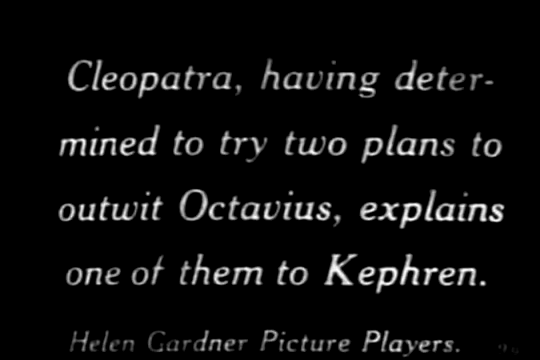 Cleopatra, having deter-
mined to try two plans to
outwit Octavius, explains
one of them to Kephren.
Helen Gardner Picture Players.